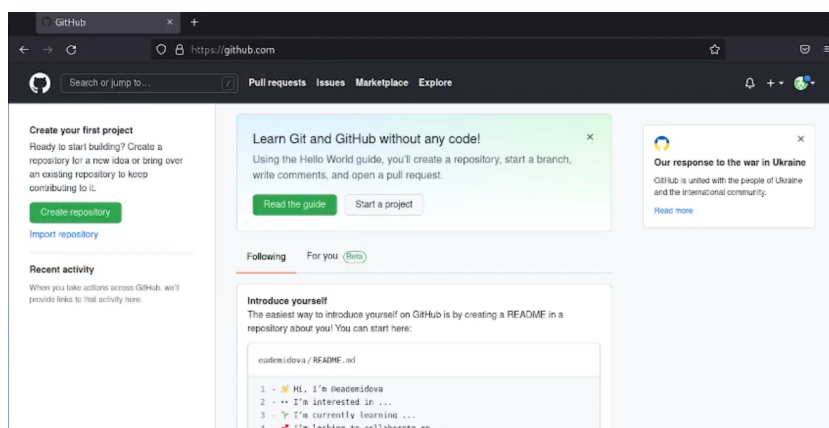 GitHub
https://github.com
Search or jump to...
/
Pull requests Issues Marketplace Explore
Create your first project
Ready to start building? Create a
repository for a new idea or bring over
an existing repository to keep
contributing to it.
Create repository
Import repository
Recent activity
When you take actions across GitHub, we'll
provide links to that activity here.
Learn Git and GitHub without any code!
Using the Hello World guide, you'll create a repository, start a branch,
write comments, and open a pull request.
Read the guide Start a project
Following For you Beta
Introduce yourself
The easiest way to introduce yourself on GitHub is by creating a README in a
repository about you! You can start here:
eademidova / README.md
1 - 👋 Hi, I'm @eademidova
2 - 👀 I'm interested in ...
3 - 🌱 I'm currently learning ...
4 - 💞️ I'm looking to collaborate on
Our response to the war in Ukraine
GitHub is united with the people of Ukraine
and the international community.
Read more